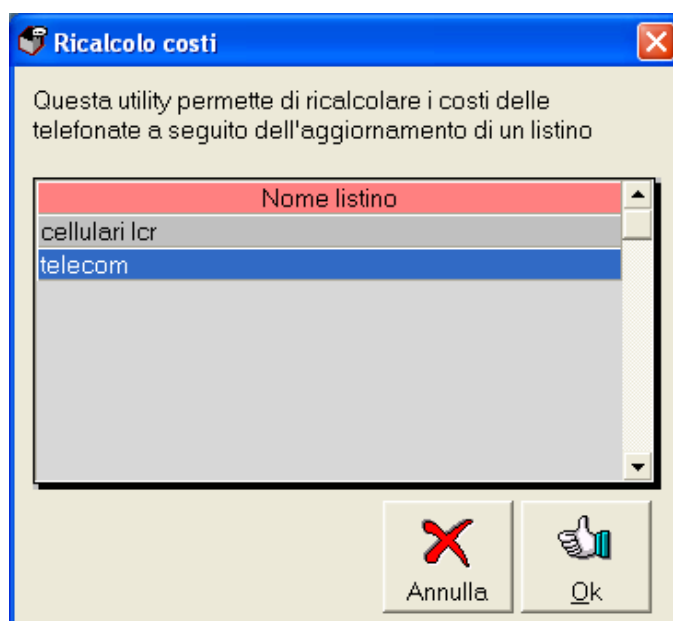 Ricalcolo costi
Questa utility permette di ricalcolare i costi delle
telefonate a seguito dell'aggiornamento di un listino
Nome listino
cellulari lcr
telecom
Annulla
Ok